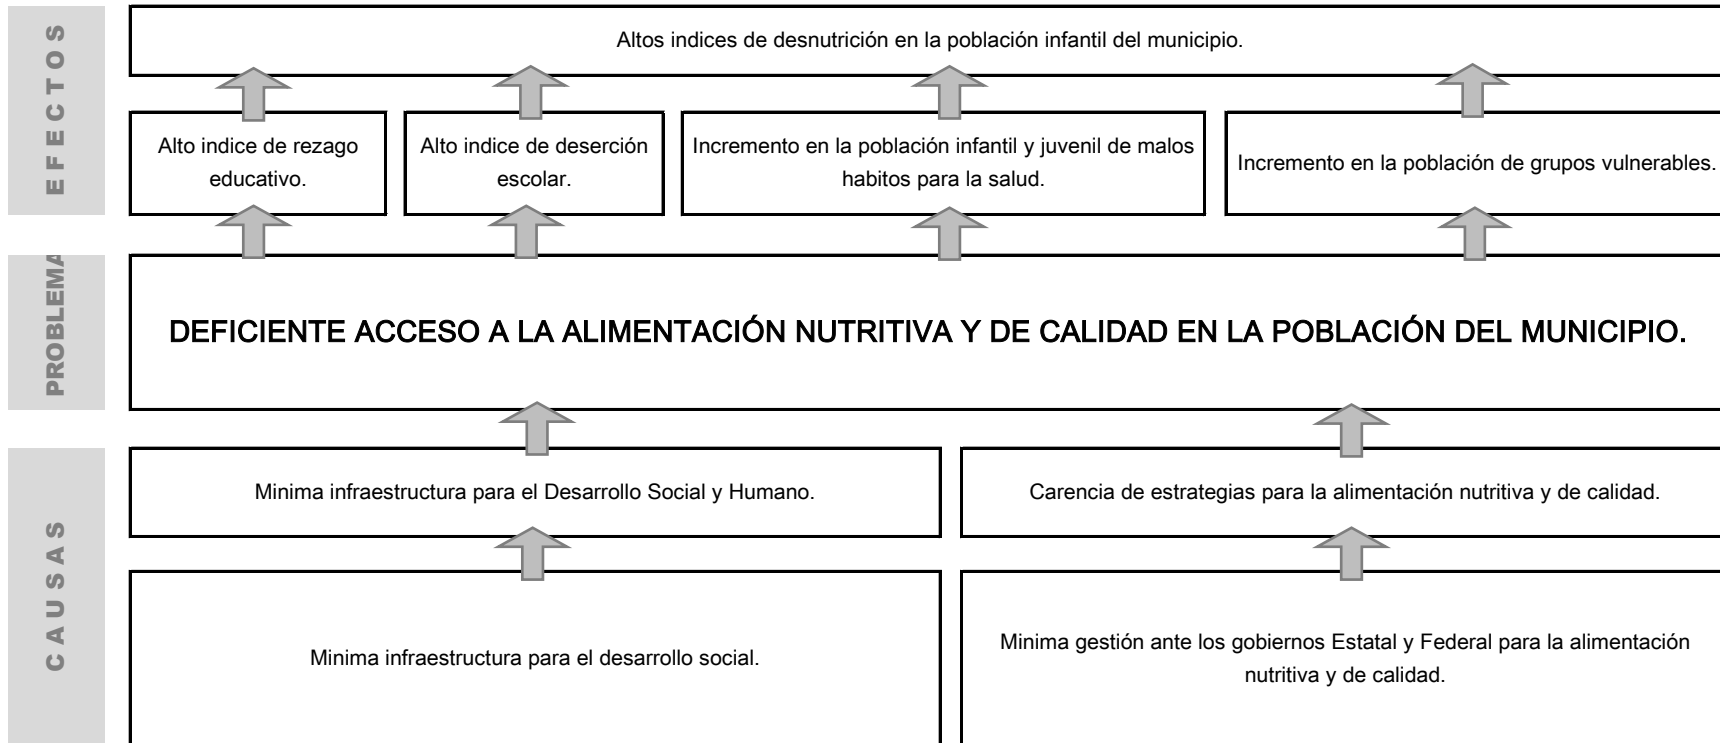 EFECTOS
Altos indices de desnutrición en la población infantil del municipio.
Alto indice de rezago
educativo.
Alto indice de deserción
escolar.
Incremento en la población infantil y juvenil de malos
habitos para la salud.
Incremento en la población de grupos vulnerables.
PROBLEMA
DEFICIENTE ACCESO A LA ALIMENTACIÓN NUTRITIVA Y DE CALIDAD EN LA POBLACIÓN DEL MUNICIPIO.
CAUSAS
Minima infraestructura para el Desarrollo Social y Humano.
Carencia de estrategias para la alimentación nutritiva y de calidad.
Minima infraestructura para el desarrollo social.
Minima gestión ante los gobiernos Estatal y Federal para la alimentación
nutritiva y de calidad.